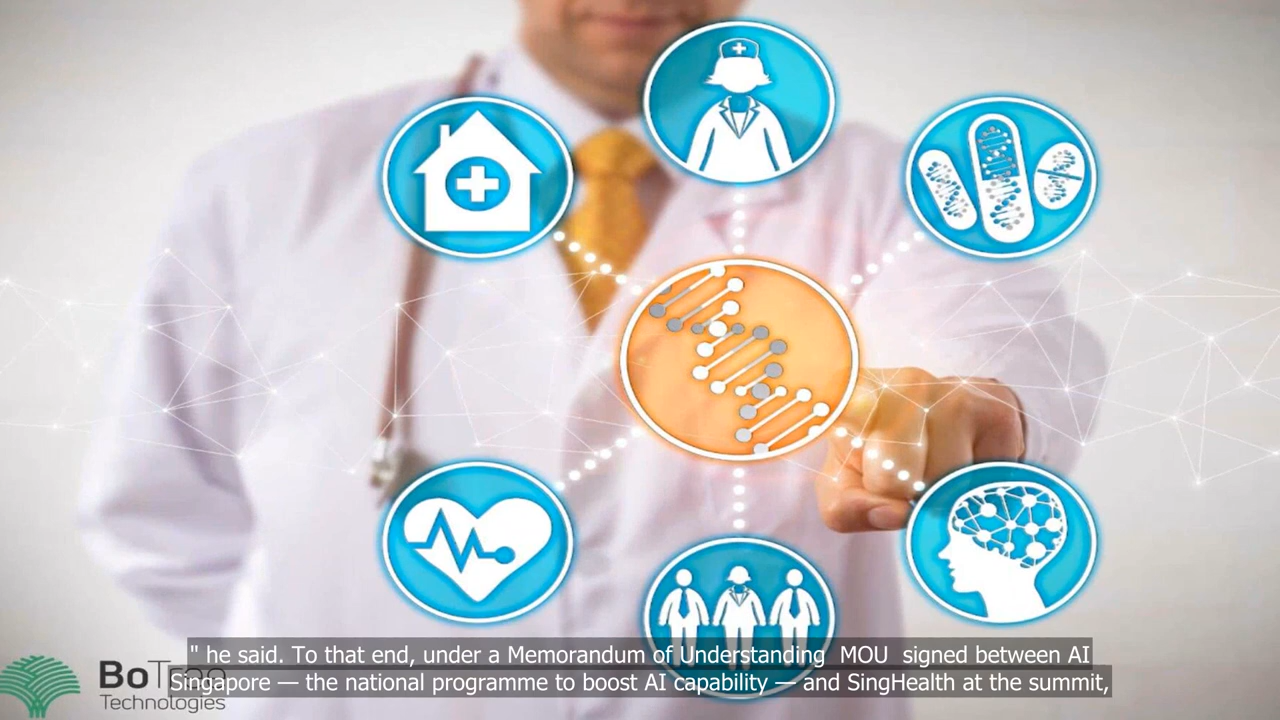 " he said. To that end, under a Memorandum of Understanding MOU signed between AI
Singapore — the national programme to boost AI capability — and SingHealth at the summit,
BoTree
Technologies